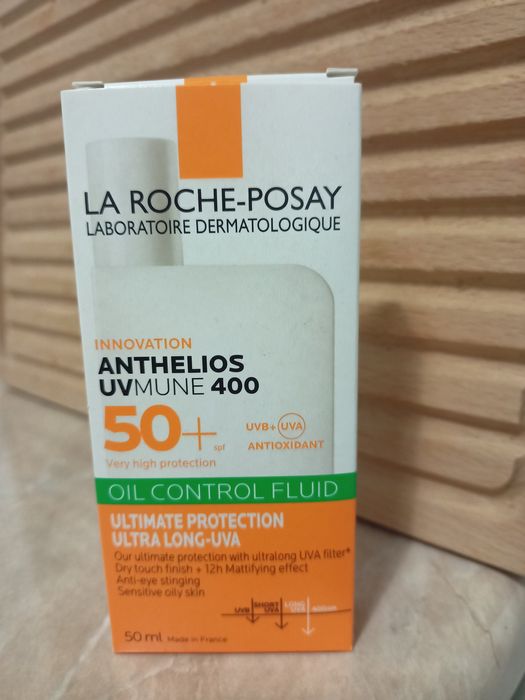 LA ROCHE-POSAY
LABORATOIRE DERMATOLOGIQUE
INNOVATION
ANTHELIOS
UVMUNE 400
50+ spf
Very high protection
UVB+ UVA
ANTIOXIDANT
OIL CONTROL FLUID
ULTIMATE PROTECTION
ULTRA LONG-UVA
Our ultimate protection with ultralong UVA filter*
Dry touch finish + 12h Mattifying effect
Anti-eye stinging
Sensitive oily skin
UVB SHORT UVA LONG UVA 400nm
50 ml Made in France